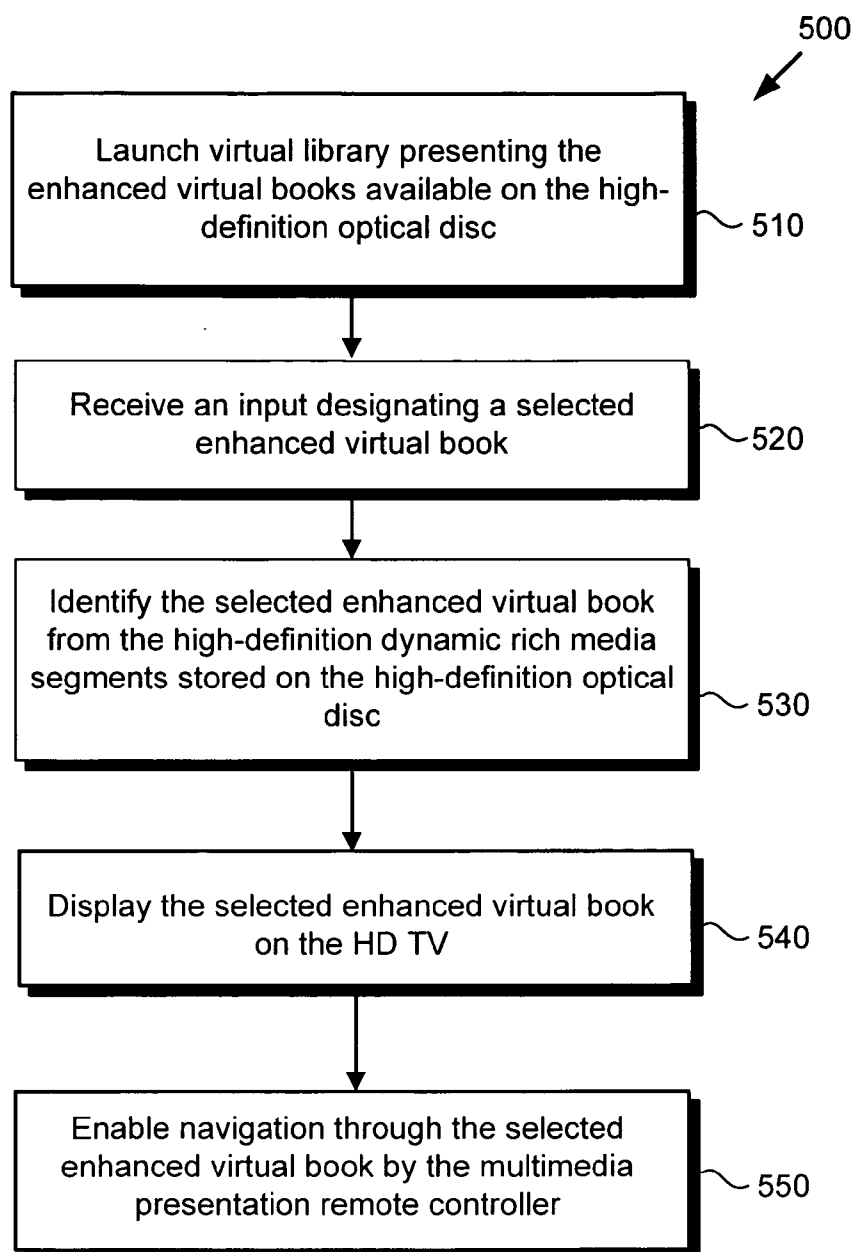 500
Launch virtual library presenting the
enhanced virtual books available on the high-
definition optical disc
510
Receive an input designating a selected
enhanced virtual book
520
Identify the selected enhanced virtual book
from the high-definition dynamic rich media
segments stored on the high-definition optical
disc
530
Display the selected enhanced virtual book
on the HD TV
540
Enable navigation through the selected
enhanced virtual book by the multimedia
presentation remote controller
550